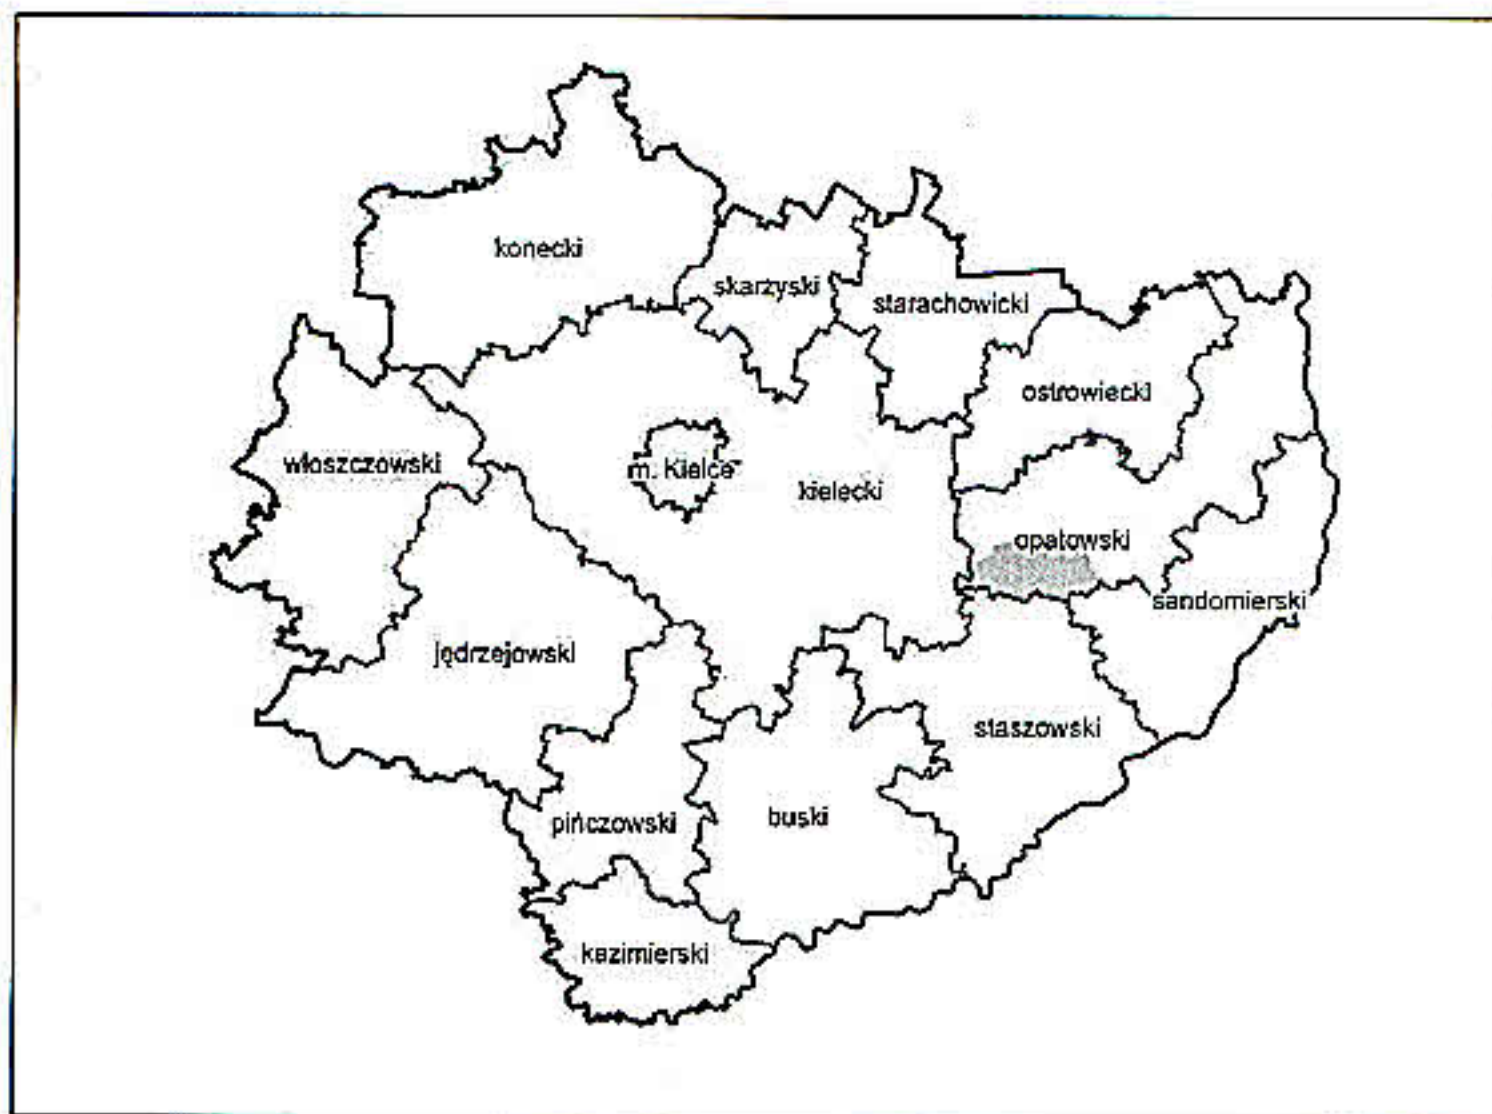 konecki
skarżyski
starachowicki
ostrowiecki
włoszczowski
m. Kielce
kielecki
opatowski
sandomierski
jędrzejowski
staszowski
pińczowski
buski
kazimierski